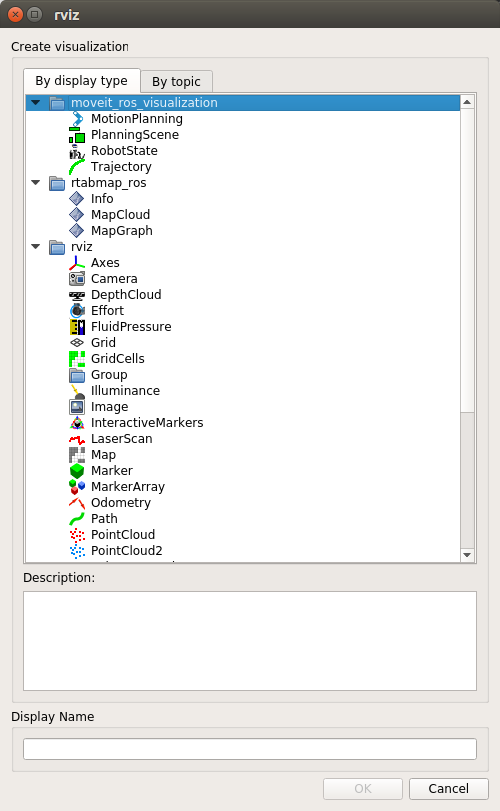 rviz
Create visualization
By display type By topic
moveit_ros_visualization
MotionPlanning
PlanningScene
RobotState
Trajectory
rtabmap_ros
Info
MapCloud
MapGraph
rviz
Axes
Camera
DepthCloud
Effort
FluidPressure
Grid
GridCells
Group
Illuminance
Image
InteractiveMarkers
LaserScan
Map
Marker
MarkerArray
Odometry
Path
PointCloud
PointCloud2
Description:
Display Name
OK Cancel